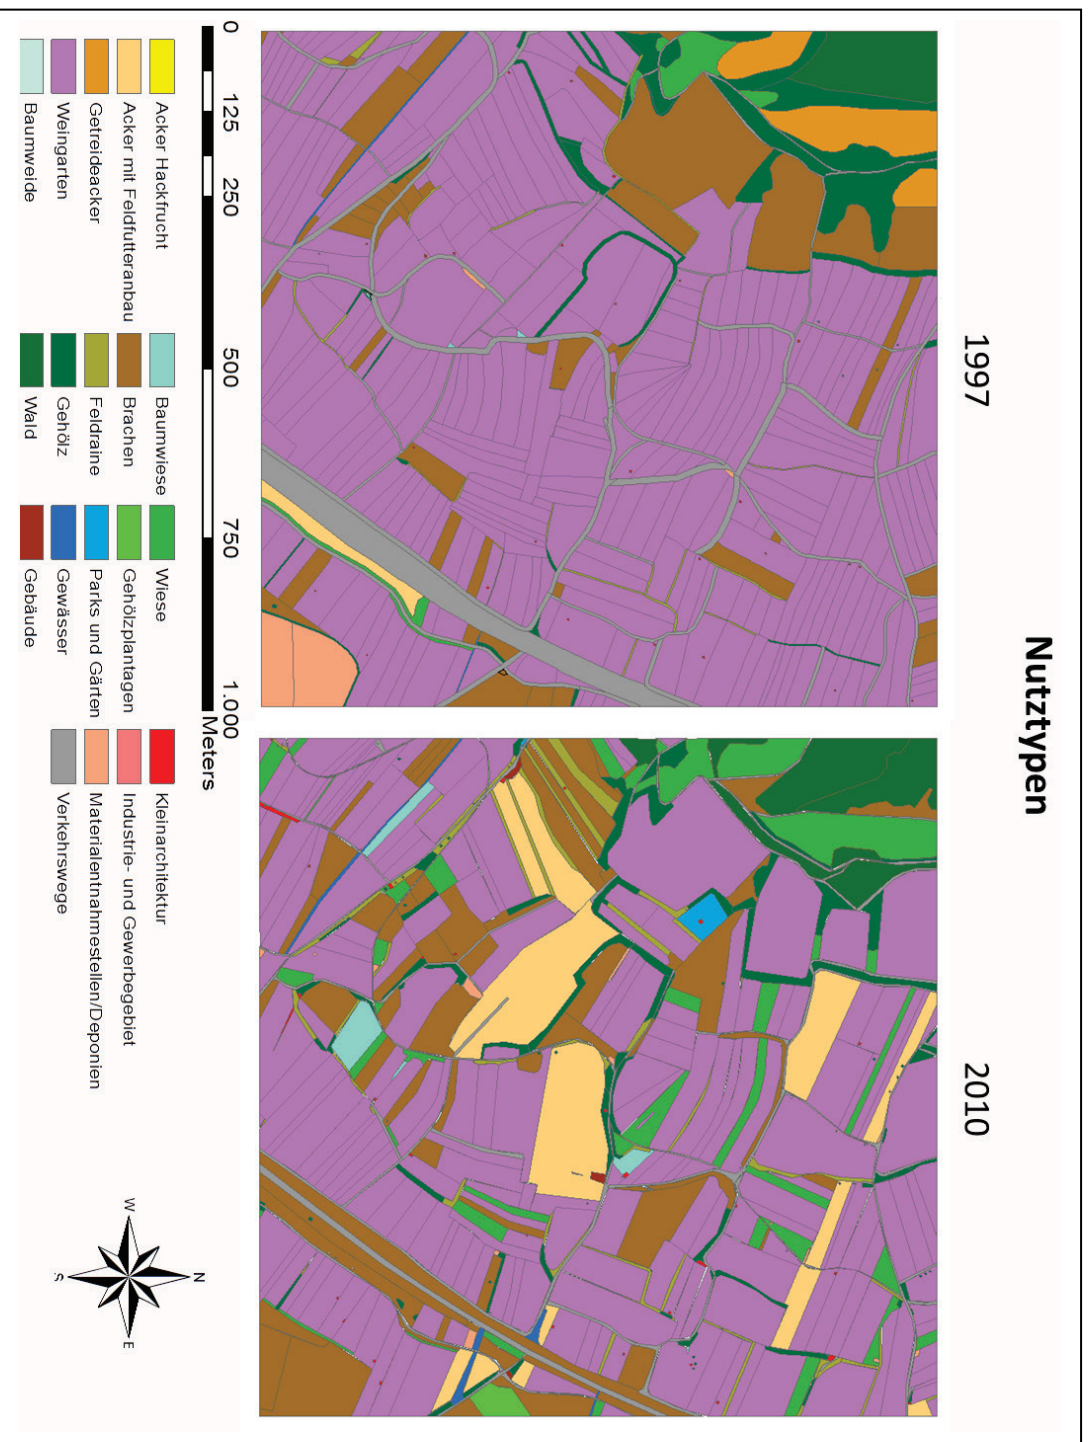 Nutztypen
1997
2010
0 125 250 500 750 1.000
Meters
Acker Hackfrucht
Acker mit Feldfutteranbau
Getreideacker
Weingarten
Baumweide
Baumwiese
Brachen
Feldraine
Gehölz
Wald
Wiese
Gehölzplantagen
Parks und Gärten
Gewässer
Gebäude
Kleinarchitektur
Industrie- und Gewerbegebiet
Materialentnahmestellen/Deponien
Verkehrswege
N
W
E
S